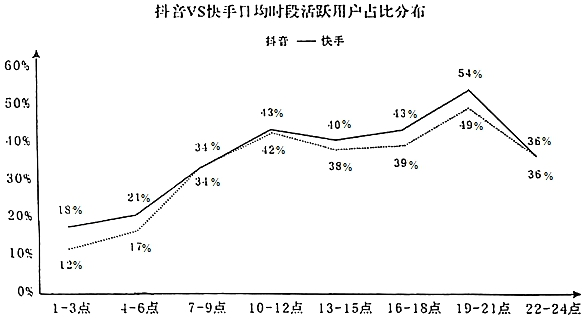 抖音VS快手日均时段活跃用户占比分布
抖音 — 快手
60%
50%
40%
30%
20%
10%
0%
18% 21% 34% 43% 40% 43% 54% 36%
12% 17% 34% 42% 38% 39% 49% 36%
1-3点 4-6点 7-9点 10-12点 13-15点 16-18点 19-21点 22-24点